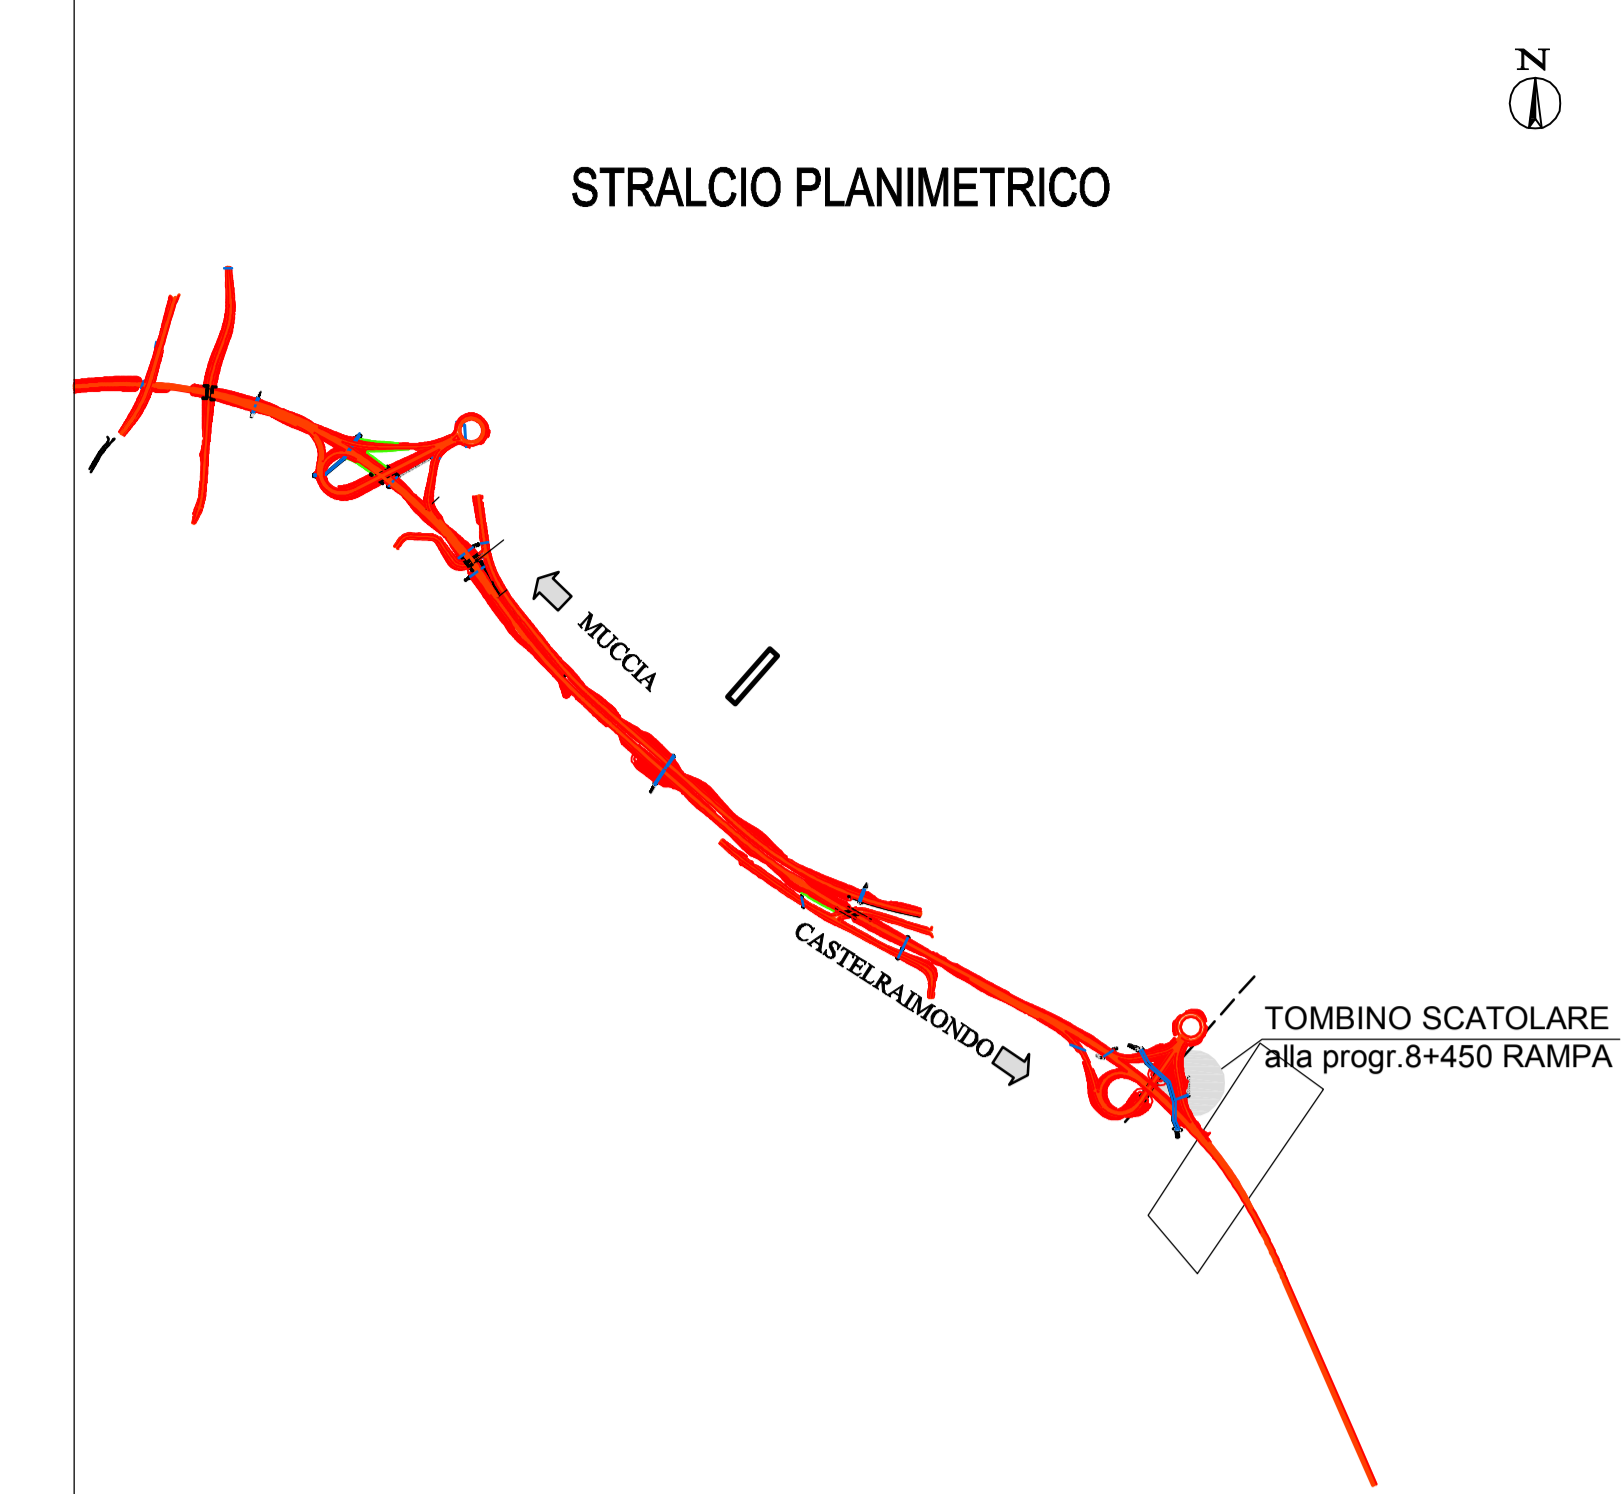 N
STRALCIO PLANIMETRICO
MUCCIA
CASTELRAIMONDO
TOMBINO SCATOLARE
alla progr.8+450 RAMPA